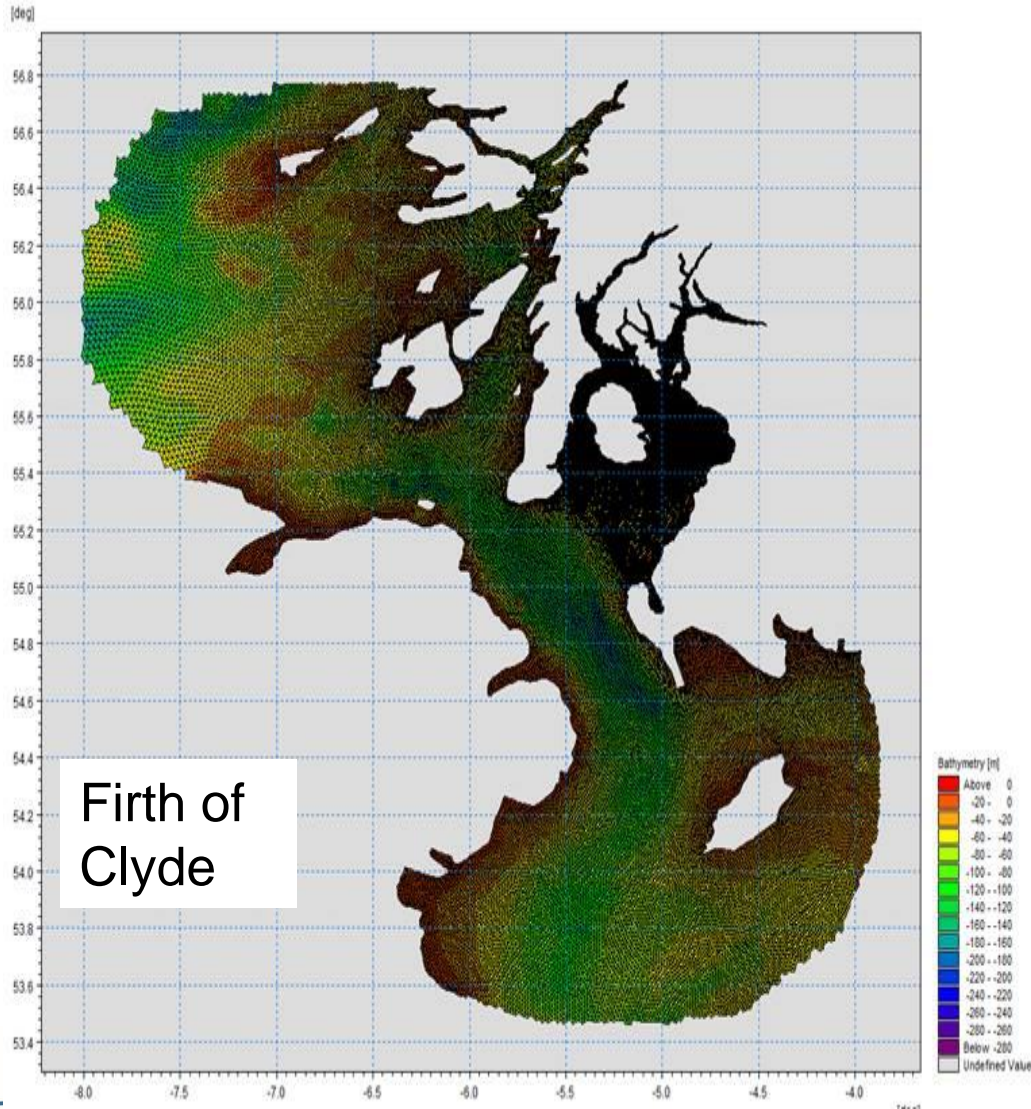 [deg]
56.8
56.6
56.4
56.2
56.0
55.8
55.6
55.4
55.2
55.0
54.8
54.6
54.4
54.2
54.0
53.8
53.6
53.4
Firth of
Clyde
-8.0 -7.5 -7.0 -6.5 -6.0 -5.5 -5.0 -4.5 -4.0
[deg]
Bathymetry [m]
Above 0
-20 - 0
-40 - -20
-60 - -40
-80 - -60
-100 - -80
-120 - -100
-140 - -120
-160 - -140
-180 - -160
-200 - -180
-220 - -200
-240 - -220
-260 - -240
-280 - -260
Below -280
Undefined Value